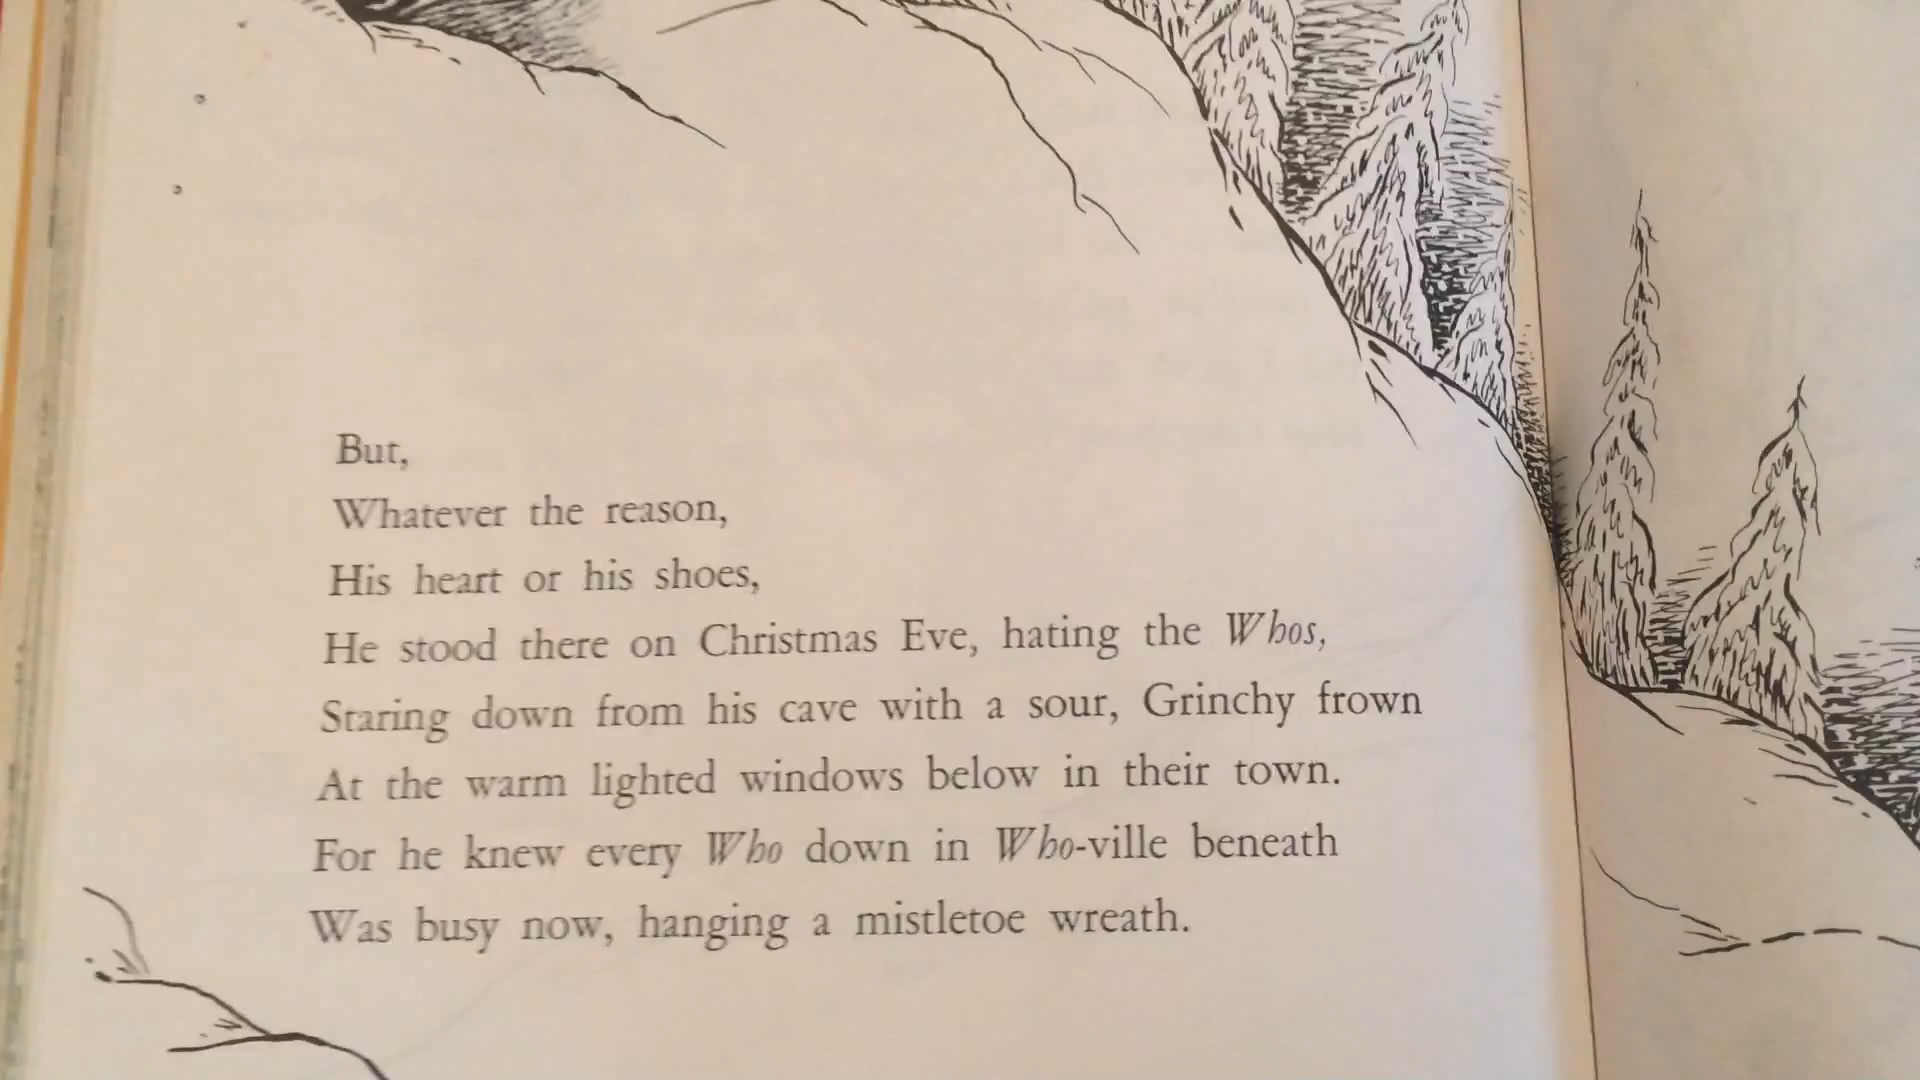 But,
Whatever the reason,
His heart or his shoes,
He stood there on Christmas Eve, hating the Whos,
Staring down from his cave with a sour, Grinchy frown
At the warm lighted windows below in their town.
For he knew every Who down in Who-ville beneath
Was busy now, hanging a mistletoe wreath.